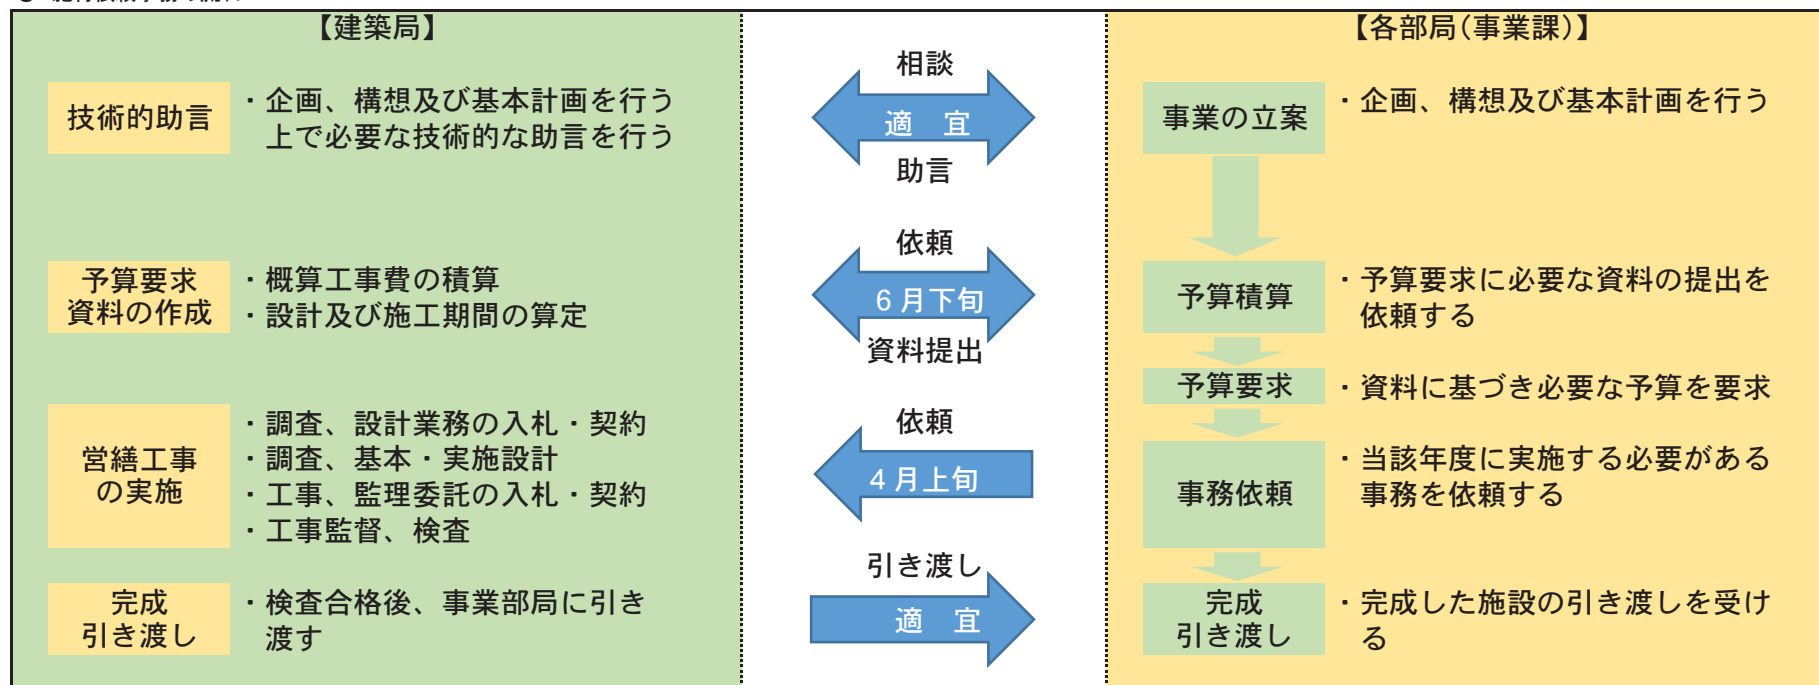 【建築局】
技術的助言
・企画、構想及び基本計画を行う
上で必要な技術的な助言を行う
予算要求
資料の作成
・概算工事費の積算
・設計及び施工期間の算定
営繕工事
の実施
・調査、設計業務の入札・契約
・調査、基本・実施設計
・工事、監理委託の入札・契約
・工事監督、検査
完成
引き渡し
・検査合格後、事業部局に引き
渡す
相談
適 宜
助言
依頼
6月下旬
資料提出
依頼
4月上旬
引き渡し
適 宜
【各部局(事業課)】
事業の立案
・企画、構想及び基本計画を行う
予算積算
・予算要求に必要な資料の提出を
依頼する
予算要求
・資料に基づき必要な予算を要求
事務依頼
・当該年度に実施する必要がある
事務を依頼する
完成
引き渡し
・完成した施設の引き渡しを受け
る